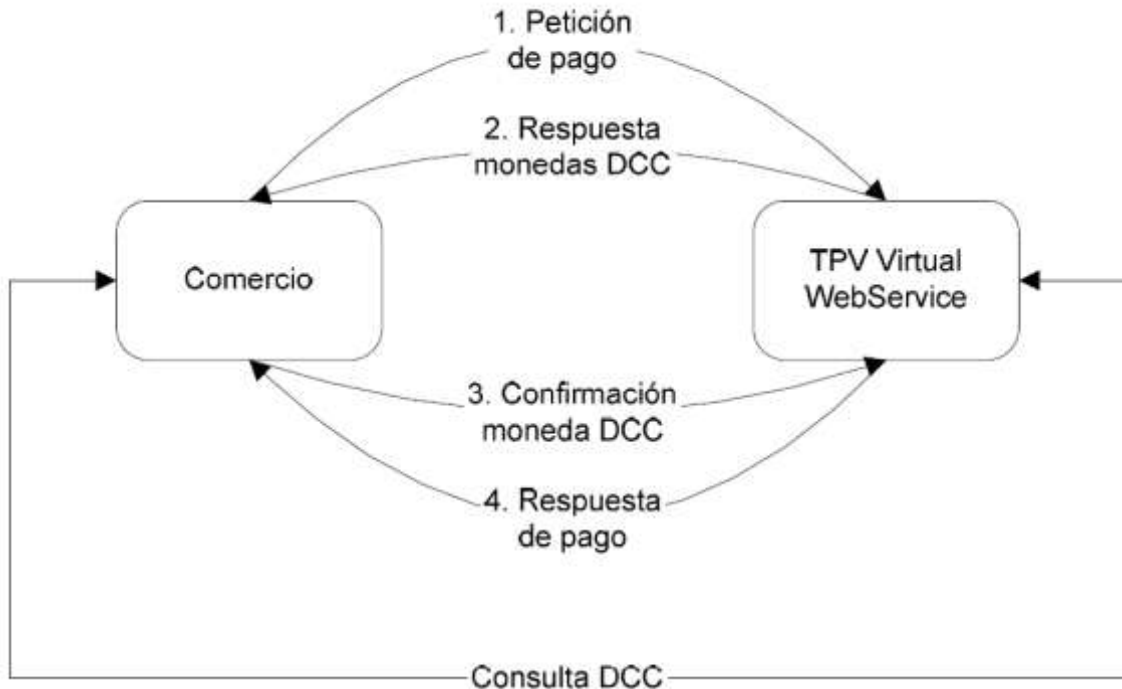 1. Petición
de pago
2. Respuesta
monedas DCC
Comercio
TPV Virtual
WebService
3. Confirmación
moneda DCC
4. Respuesta
de pago
Consulta DCC